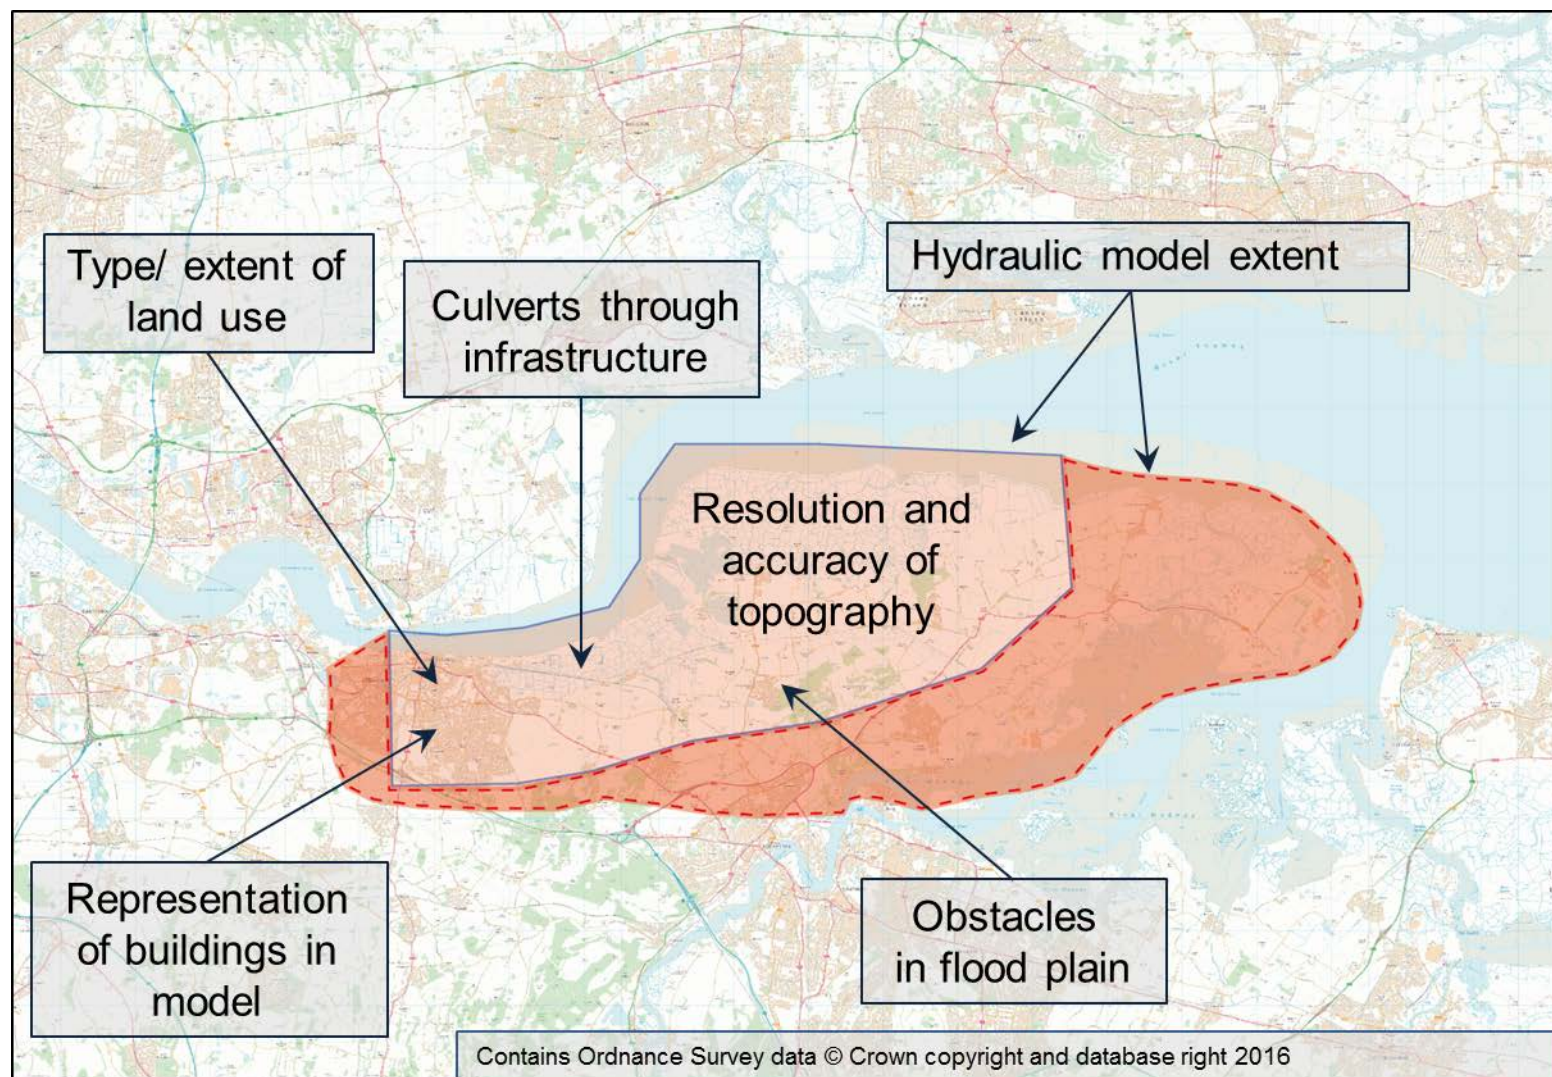 Type/ extent of
land use
Culverts through
infrastructure
Hydraulic model extent
Resolution and
accuracy of
topography
Representation
of buildings in
model
Obstacles
in flood plain
Contains Ordnance Survey data © Crown copyright and database right 2016